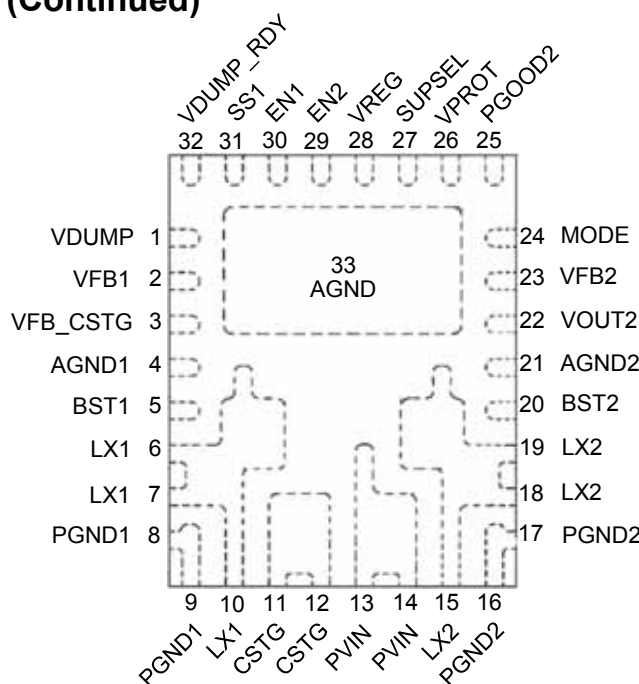 (Continued)
VDUMP_RDY SS1 EN1 EN2 VREG SUPSEL VPROT PGOOD2
32 31 30 29 28 27 26 25
VDUMP 1
VFB1 2
VFB_CSTG 3
AGND1 4
BST1 5
LX1 6
LX1 7
PGND1 8
33
AGND
24 MODE
23 VFB2
22 VOUT2
21 AGND2
20 BST2
19 LX2
18 LX2
17 PGND2
9 10 11 12 13 14 15 16
PGND1 LX1 CSTG CSTG PVIN PVIN LX2 PGND2